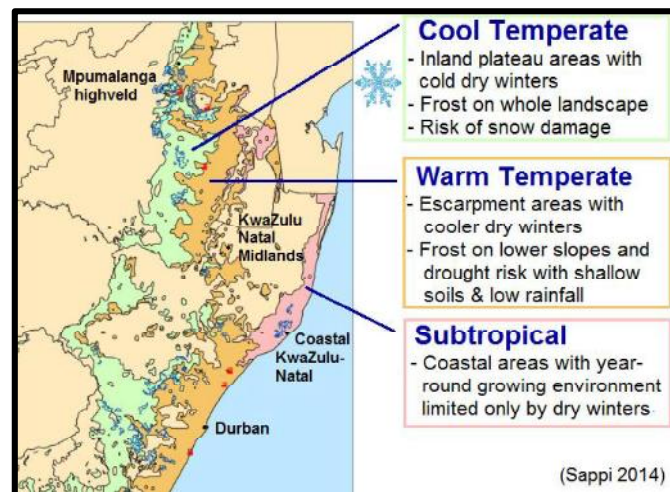 Mpumalanga
highveld
KwaZulu
Natal
Midlands
Coastal
KwaZulu-
Natal
Durban
Cool Temperate
- Inland plateau areas with
cold dry winters
- Frost on whole landscape
- Risk of snow damage
Warm Temperate
- Escarpment areas with
cooler dry winters
- Frost on lower slopes and
drought risk with shallow
soils & low rainfall
Subtropical
- Coastal areas with year-
round growing environment
limited only by dry winters
(Sappi 2014)